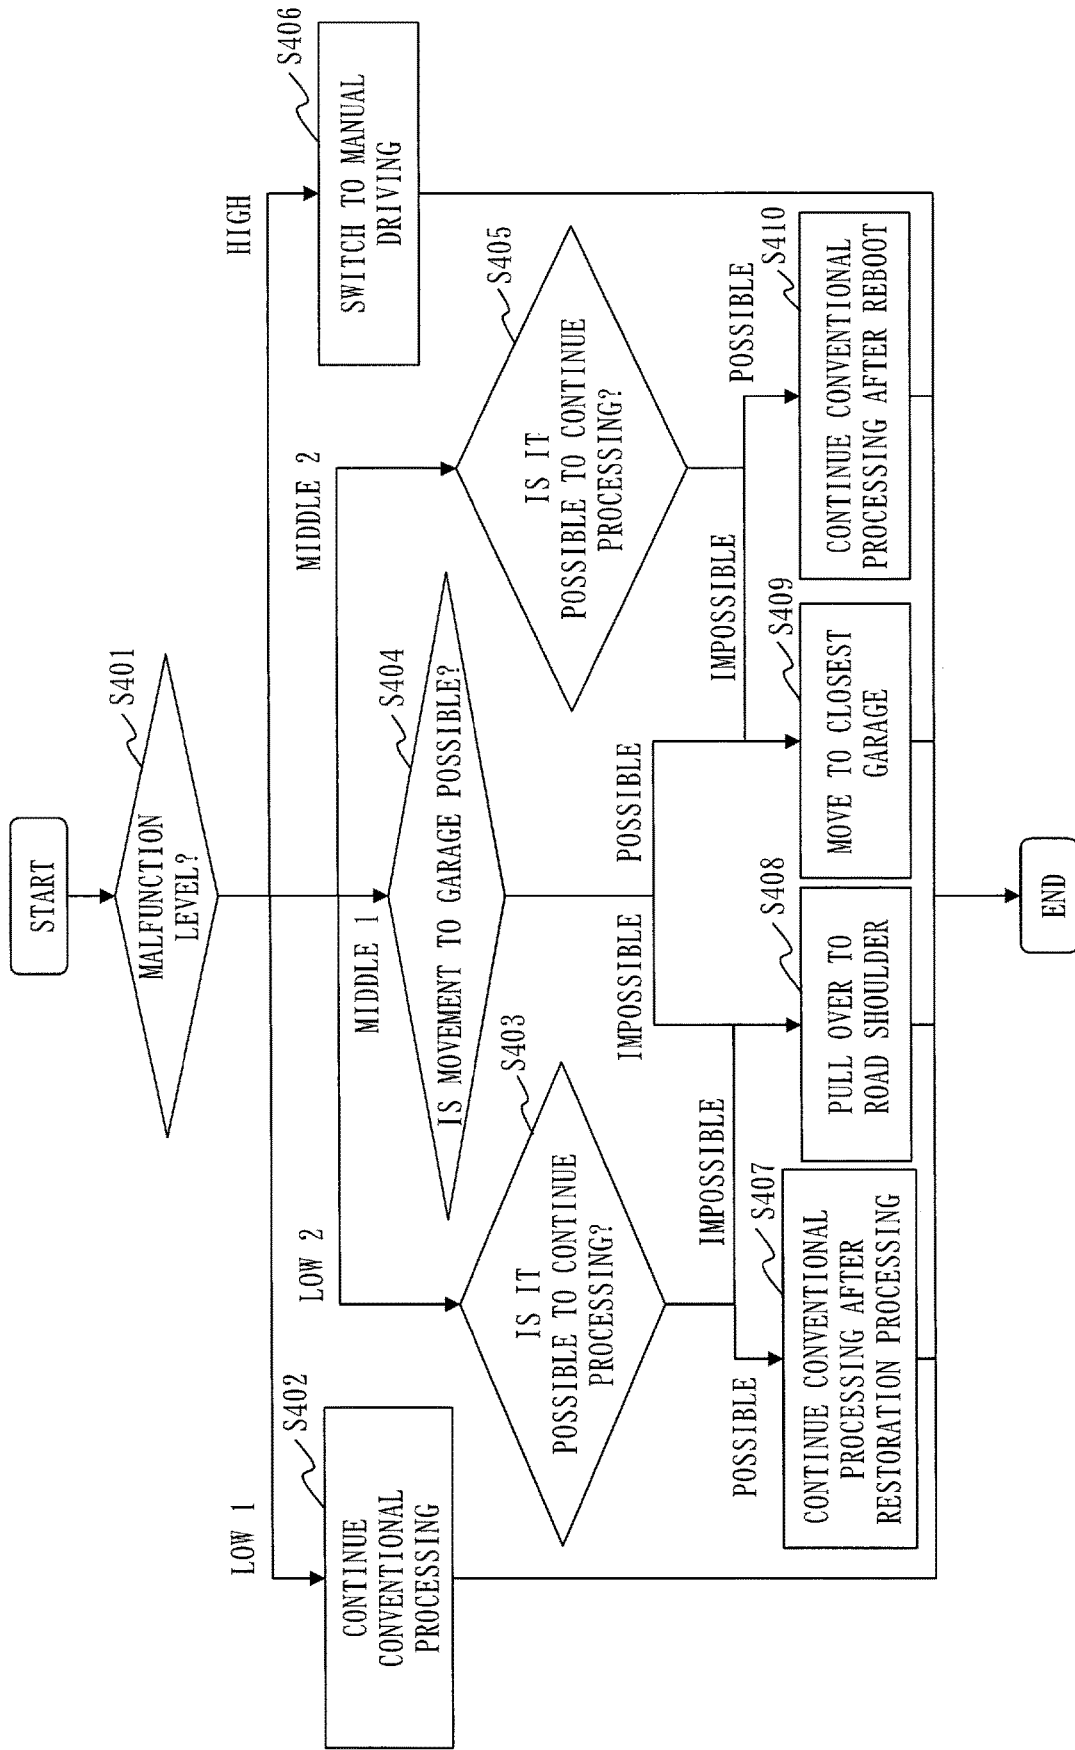 START
S401
MALFUNCTION
LEVEL?
LOW 1
HIGH
S402
CONTINUE
CONVENTIONAL
PROCESSING
S406
SWITCH TO MANUAL
DRIVING
LOW 2
MIDDLE 1
MIDDLE 2
S403
IS IT
POSSIBLE TO CONTINUE
PROCESSING?
S404
IS MOVEMENT TO GARAGE POSSIBLE?
S405
IS IT
POSSIBLE TO CONTINUE
PROCESSING?
IMPOSSIBLE
POSSIBLE
POSSIBLE
IMPOSSIBLE
IMPOSSIBLE
POSSIBLE
S407
CONTINUE CONVENTIONAL
PROCESSING AFTER
RESTORATION PROCESSING
S408
PULL OVER TO
ROAD SHOULDER
S409
MOVE TO CLOSEST
GARAGE
S410
CONTINUE CONVENTIONAL
PROCESSING AFTER REBOOT
END